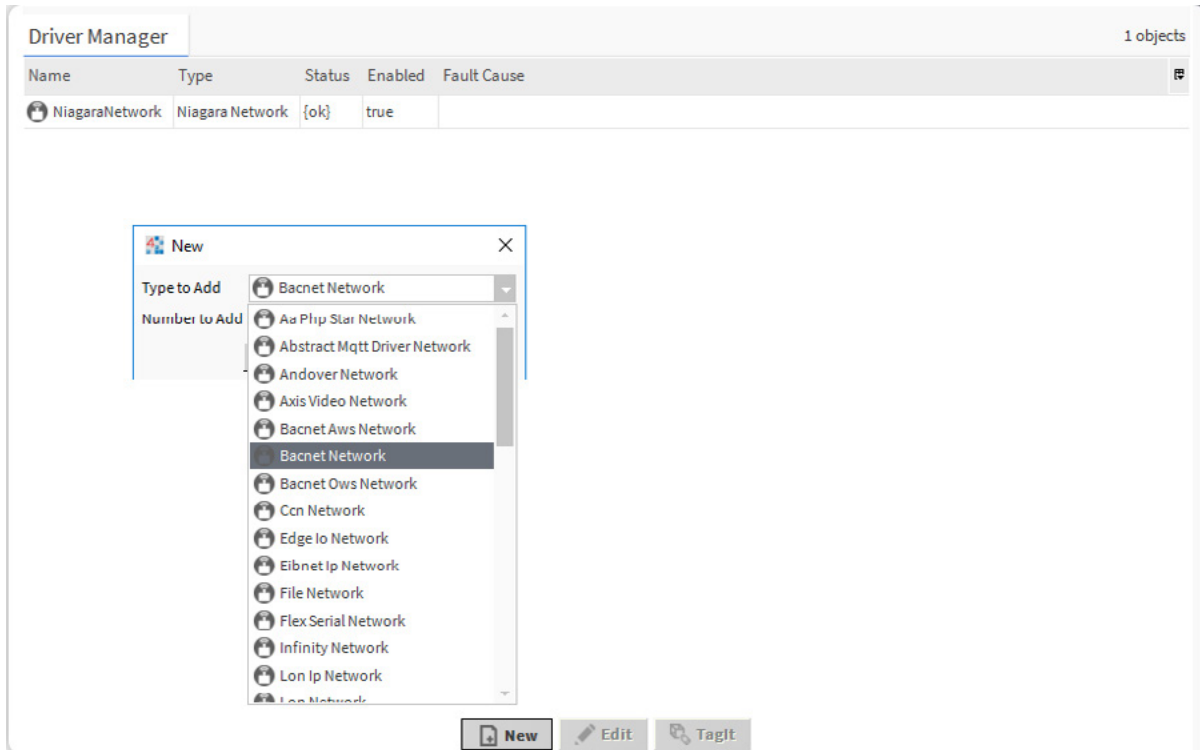 Driver Manager 1 objects
Name Type Status Enabled Fault Cause
NiagaraNetwork Niagara Network {ok} true
New
Type to Add Bacnet Network
Number to Add Aa Php Star Network
Abstract Mqtt Driver Network
Andover Network
Axis Video Network
Bacnet Aws Network
Bacnet Network
Bacnet Ows Network
Ccn Network
Edge Io Network
Eibnet Ip Network
File Network
Flex Serial Network
Infinity Network
Lon Ip Network
Lon Network
New Edit TagIt